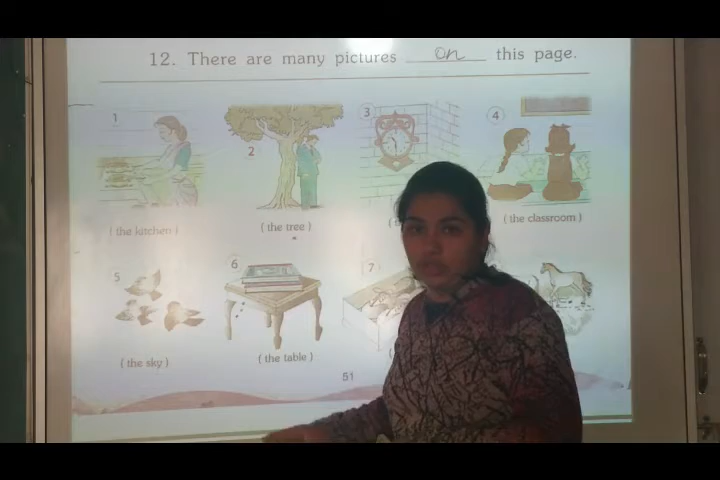 12. There are many pictures on this page.
1
2
3
4
(the kitchen)
(the tree)
(the classroom)
5
6
7
(the sky)
(the table)
51